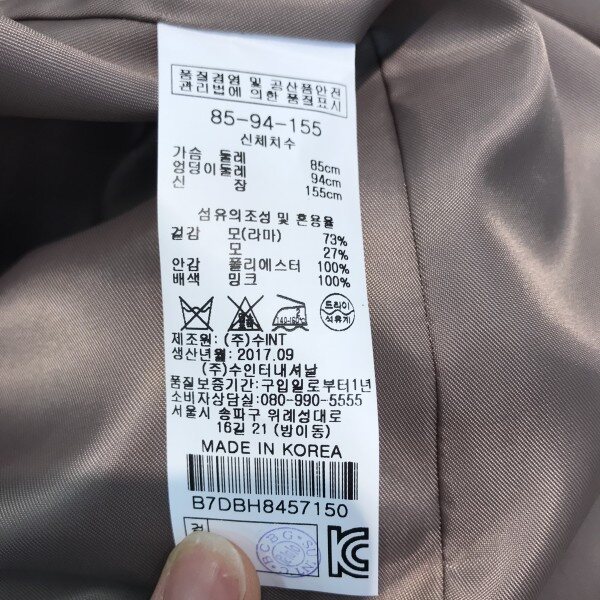 품질경영 및 공산품안전
관리법에 의한 품질표시
85-94-155
신체치수
가슴 둘레 85cm
엉덩이둘레 94cm
신 장 155cm
섬유의조성 및 혼용율
겉감 모(라마) 73%
모 27%
안감 폴리에스터 100%
배색 밍크 100%
140-160℃
드라이
석유계
제조원: (주)수INT
생산년월: 2017.09
(주)수인터내셔날
품질보증기간:구입일로부터1년
소비자상담실:080-990-5555
서울시 송파구 위례성대로
16길 21 (방이동)
MADE IN KOREA
B7DBH8457150